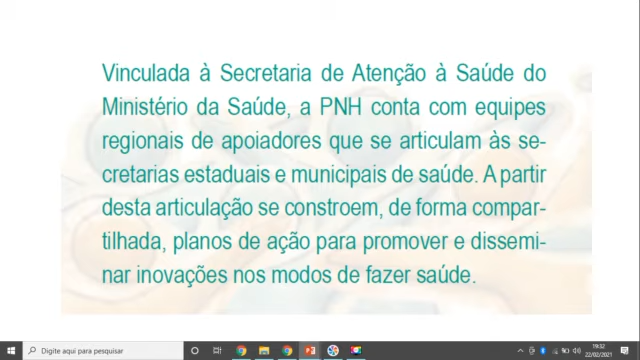 Vinculada à Secretaria de Atenção à Saúde do
Ministério da Saúde, a PNH conta com equipes
regionais de apoiadores que se articulam às se-
cretarias estaduais e municipais de saúde. A partir
desta articulação se constroem, de forma compar-
tilhada, planos de ação para promover e dissemi-
nar inovações nos modos de fazer saúde.
Digite aqui para pesquisar
19:32
22/02/2021